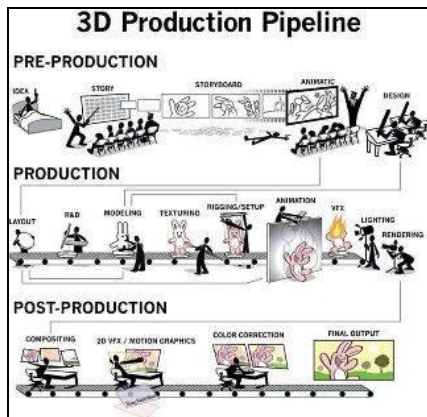 3D Production Pipeline
PRE-PRODUCTION
IDEA
STORY
STORYBOARD
ANIMATIC
DESIGN
PRODUCTION
LAYOUT
R&D
MODELING
TEXTURING
RIGGING/SETUP
ANIMATION
VFX
LIGHTING
RENDERING
POST-PRODUCTION
COMPOSITING
2D VFX / MOTION GRAPHICS
COLOR CORRECTION
FINAL OUTPUT